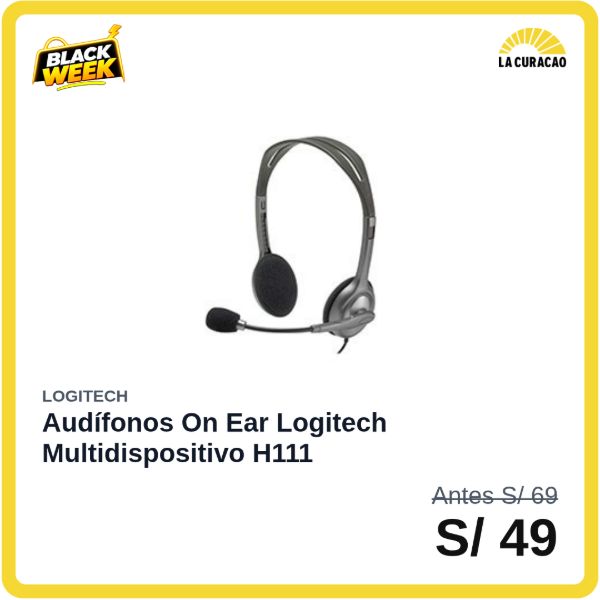 BLACK
WEEK
LA CURACAO
LOGITECH
Audífonos On Ear Logitech
Multidispositivo H111
Antes S/ 69
S/ 49